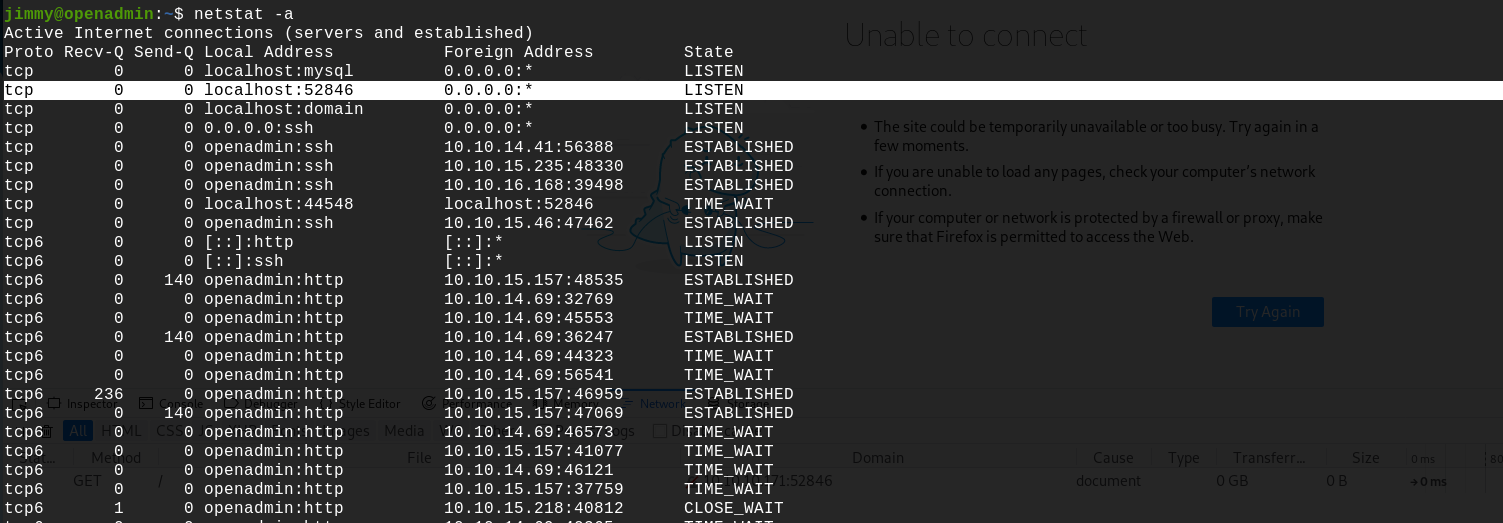 jimmy@openadmin:~$ netstat -a
Active Internet connections (servers and established)
Proto Recv-Q Send-Q Local Address           Foreign Address         State
tcp        0      0 localhost:mysql         0.0.0.0:*               LISTEN
tcp        0      0 localhost:52846         0.0.0.0:*               LISTEN
tcp        0      0 localhost:domain        0.0.0.0:*               LISTEN
tcp        0      0 0.0.0.0:ssh             0.0.0.0:*               LISTEN
tcp        0      0 openadmin:ssh           10.10.14.41:56388       ESTABLISHED
tcp        0      0 openadmin:ssh           10.10.15.235:48330      ESTABLISHED
tcp        0      0 openadmin:ssh           10.10.16.168:39498      ESTABLISHED
tcp        0      0 localhost:44548         localhost:52846         TIME_WAIT
tcp        0      0 openadmin:ssh           10.10.15.46:47462       ESTABLISHED
tcp6       0      0 [::]:http               [::]:*                  LISTEN
tcp6       0      0 [::]:ssh                [::]:*                  LISTEN
tcp6       0    140 openadmin:http          10.10.15.157:48535      ESTABLISHED
tcp6       0      0 openadmin:http          10.10.14.69:32769       TIME_WAIT
tcp6       0      0 openadmin:http          10.10.14.69:45553       TIME_WAIT
tcp6       0    140 openadmin:http          10.10.14.69:36247       ESTABLISHED
tcp6       0      0 openadmin:http          10.10.14.69:44323       TIME_WAIT
tcp6       0      0 openadmin:http          10.10.14.69:56541       TIME_WAIT
tcp6     236      0 openadmin:http          10.10.15.157:46959      ESTABLISHED
tcp6       0    140 openadmin:http          10.10.15.157:47069      ESTABLISHED
tcp6       0      0 openadmin:http          10.10.14.69:46573       TIME_WAIT
tcp6       0      0 openadmin:http          10.10.15.157:41077      TIME_WAIT
tcp6       0      0 openadmin:http          10.10.14.69:46121       TIME_WAIT
tcp6       0      0 openadmin:http          10.10.15.157:37759      TIME_WAIT
tcp6       1      0 openadmin:http          10.10.15.218:40812      CLOSE_WAIT
Unable to connect
The site could be temporarily unavailable or too busy. Try again in a
few moments.
If you are unable to load any pages, check your computer's network
connection.
If your computer or network is protected by a firewall or proxy, make
sure that Firefox is permitted to access the Web.
Try Again
Inspector Console Debugger Style Editor Performance Memory Network Storage
All HTML CSS Media
Method File Domain Cause Type Transferr... Size 0 ms 80
GET / :52846 document 0 GB 0 B → 0 ms